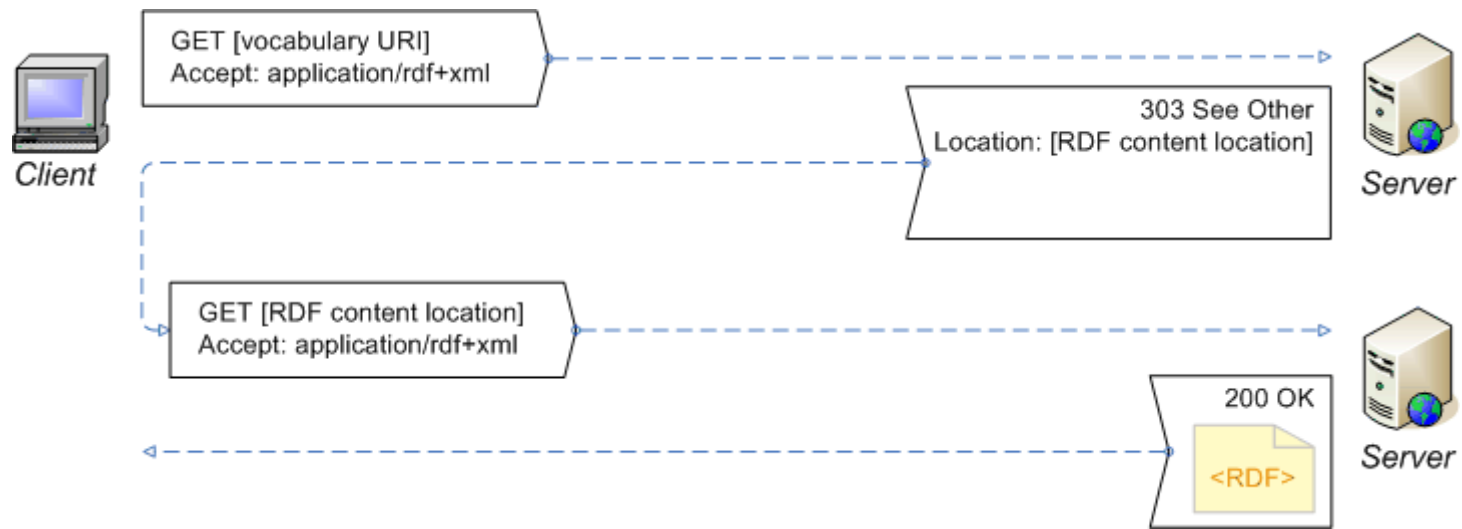 GET [vocabulary URI]
Accept: application/rdf+xml
Client
303 See Other
Location: [RDF content location]
Server
GET [RDF content location]
Accept: application/rdf+xml
200 OK
<RDF>
Server